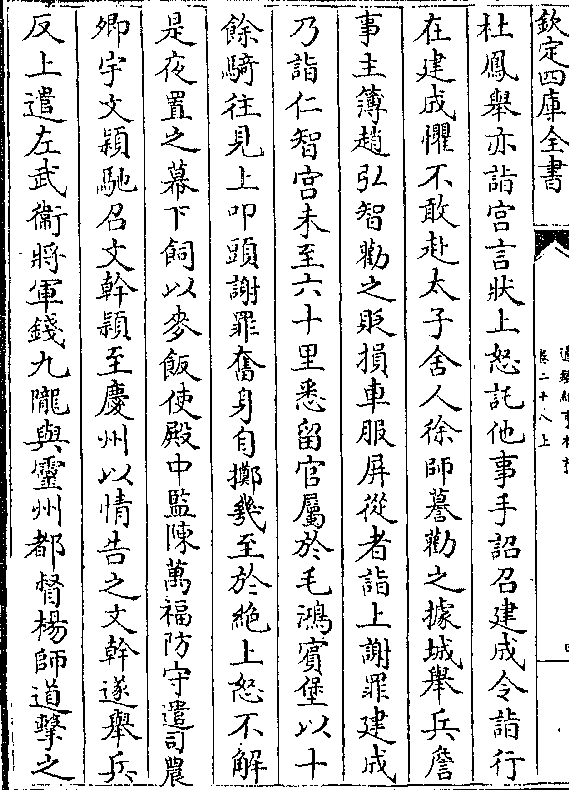 欽定四庫全書
卷二十八上
杜鳳舉亦詣宮言狀上怒託他事手詔召建成令詣行
在建成懼不敢赴太子舍人徐師謩勸之據城舉兵詹
事主簿趙弘智勸之貶損車服屏從者詣上謝罪建成
乃詣仁智宮未至六十里悉留官屬於毛鴻賓堡以十
餘騎往見上叩頭謝罪奮身自擲幾至於絶上怒不解
是夜置之幕下飼以麥飯使殿中監陳萬福防守遣司農
卿宇文穎馳召文幹穎至慶州以情告之文幹遂舉兵
反上遣左武衞將軍錢九隴與靈州都督楊師道擊之